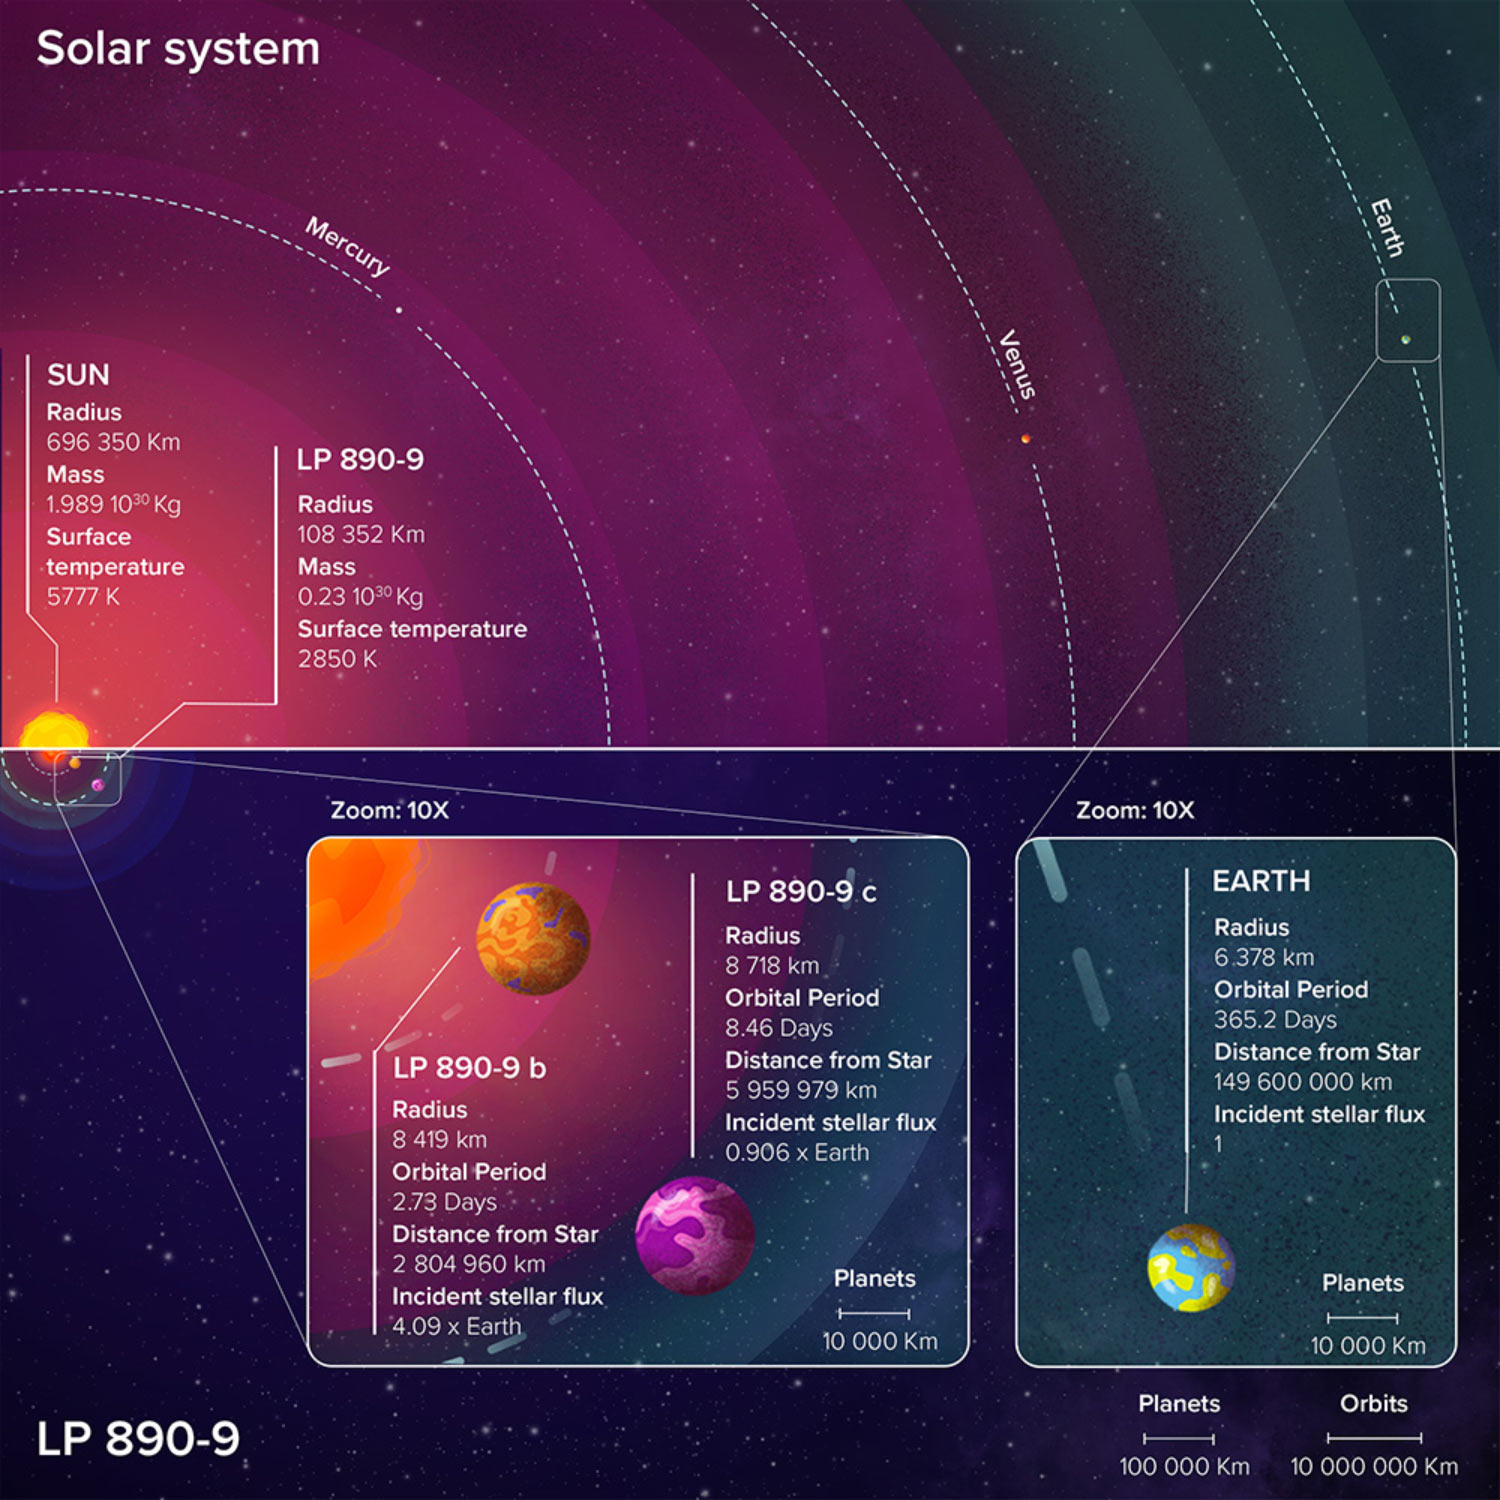 Solar system
Mercury
Venus
Earth
SUN
Radius
696 350 Km
Mass
1.989 10³⁰ Kg
Surface
temperature
5777 K
LP 890-9
Radius
108 352 Km
Mass
0.23 10³⁰ Kg
Surface temperature
2850 K
Zoom: 10X
LP 890-9 b
Radius
8 419 km
Orbital Period
2.73 Days
Distance from Star
2 804 960 km
Incident stellar flux
4.09 x Earth
LP 890-9 c
Radius
8 718 km
Orbital Period
8.46 Days
Distance from Star
5 959 979 km
Incident stellar flux
0.906 x Earth
Planets
10 000 Km
Zoom: 10X
EARTH
Radius
6 378 km
Orbital Period
365.2 Days
Distance from Star
149 600 000 km
Incident stellar flux
1
Planets
10 000 Km
LP 890-9
Planets
100 000 Km
Orbits
10 000 000 Km